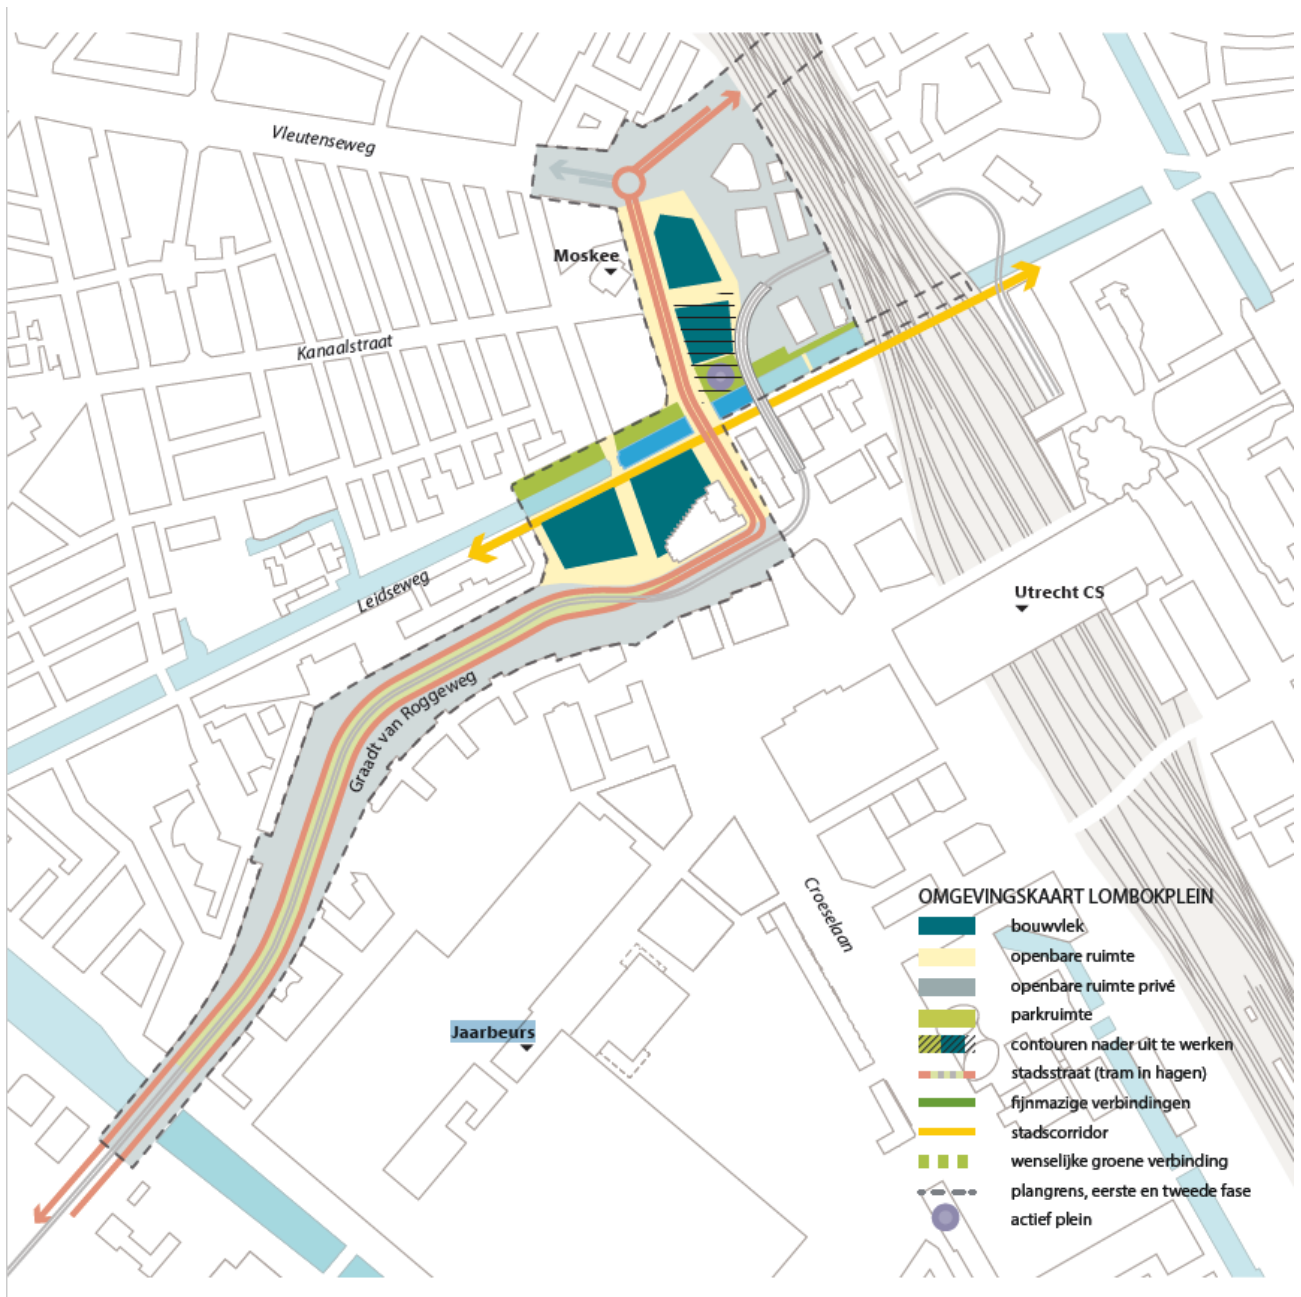 Vleutenseweg
Moskee
Kanaalstraat
Leidseweg
Utrecht CS
Graadt van Roggeweg
Croeselaan
Jaarbeurs
OMGEVINGSKAART LOMBOKPLEIN
bouwvlek
openbare ruimte
openbare ruimte privé
parkruimte
contouren nader uit te werken
stadsstraat (tram in hagen)
fijnmazige verbindingen
stadscorridor
wenselijke groene verbinding
plangrens, eerste en tweede fase
actief plein